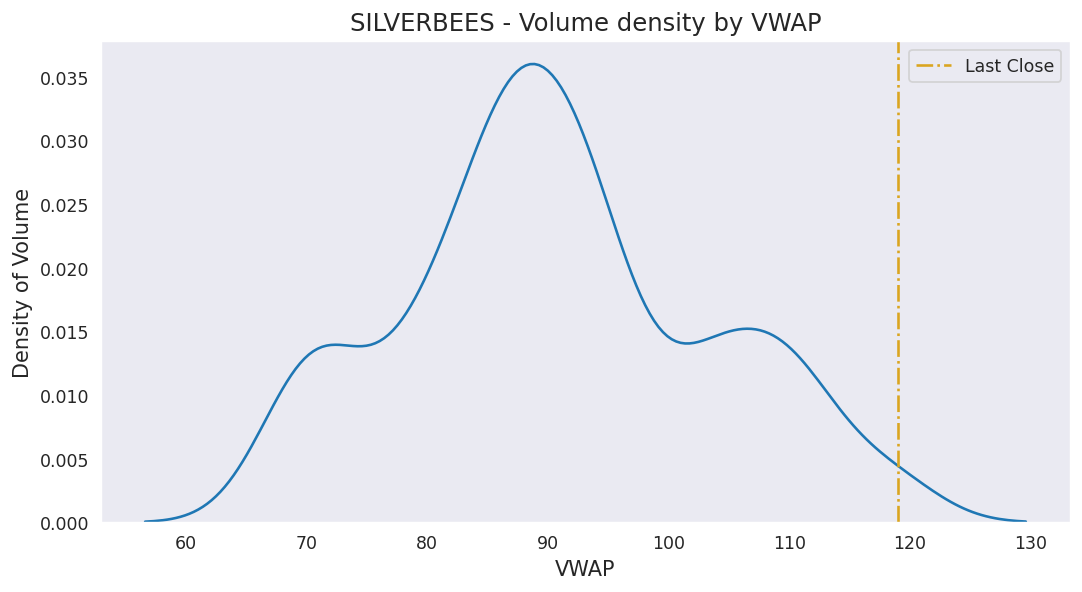 SILVERBEES - Volume density by VWAP
Last Close
Density of Volume
0.035
0.030
0.025
0.020
0.015
0.010
0.005
0.000
60 70 80 90 100 110 120 130
VWAP